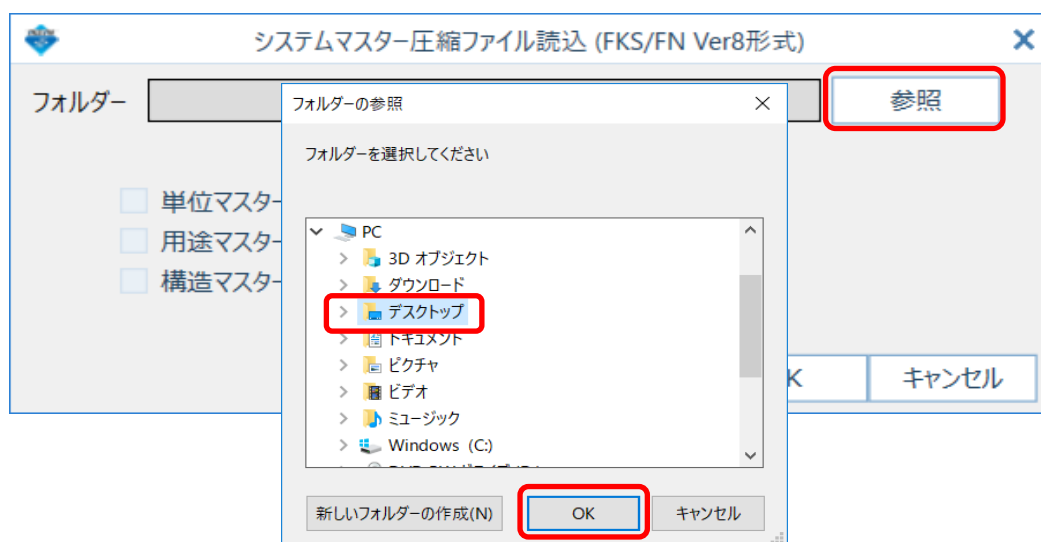 システムマスター圧縮ファイル読込 (FKS/FN Ver8形式)
フォルダー
参照
単位マスター
用途マスター
構造マスター
キャンセル
フォルダーの参照
フォルダーを選択してください
PC
3D オブジェクト
ダウンロード
デスクトップ
ドキュメント
ピクチャ
ビデオ
ミュージック
Windows (C:)
新しいフォルダーの作成(N)
OK
キャンセル